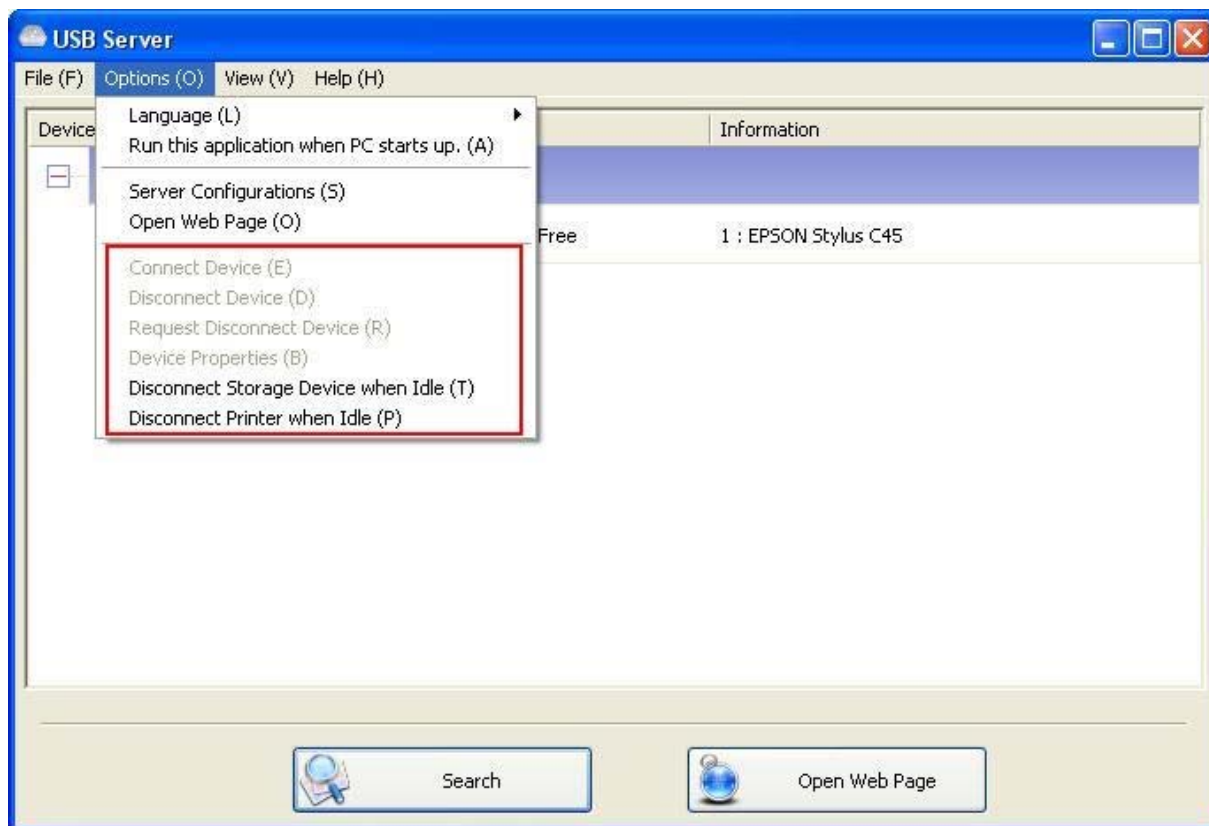 USB Server
File (F) Options (O) View (V) Help (H)
Device Information
Language (L)
Run this application when PC starts up. (A)
Server Configurations (S)
Open Web Page (O)
Free 1 : EPSON Stylus C45
Connect Device (E)
Disconnect Device (D)
Request Disconnect Device (R)
Device Properties (B)
Disconnect Storage Device when Idle (T)
Disconnect Printer when Idle (P)
Search Open Web Page